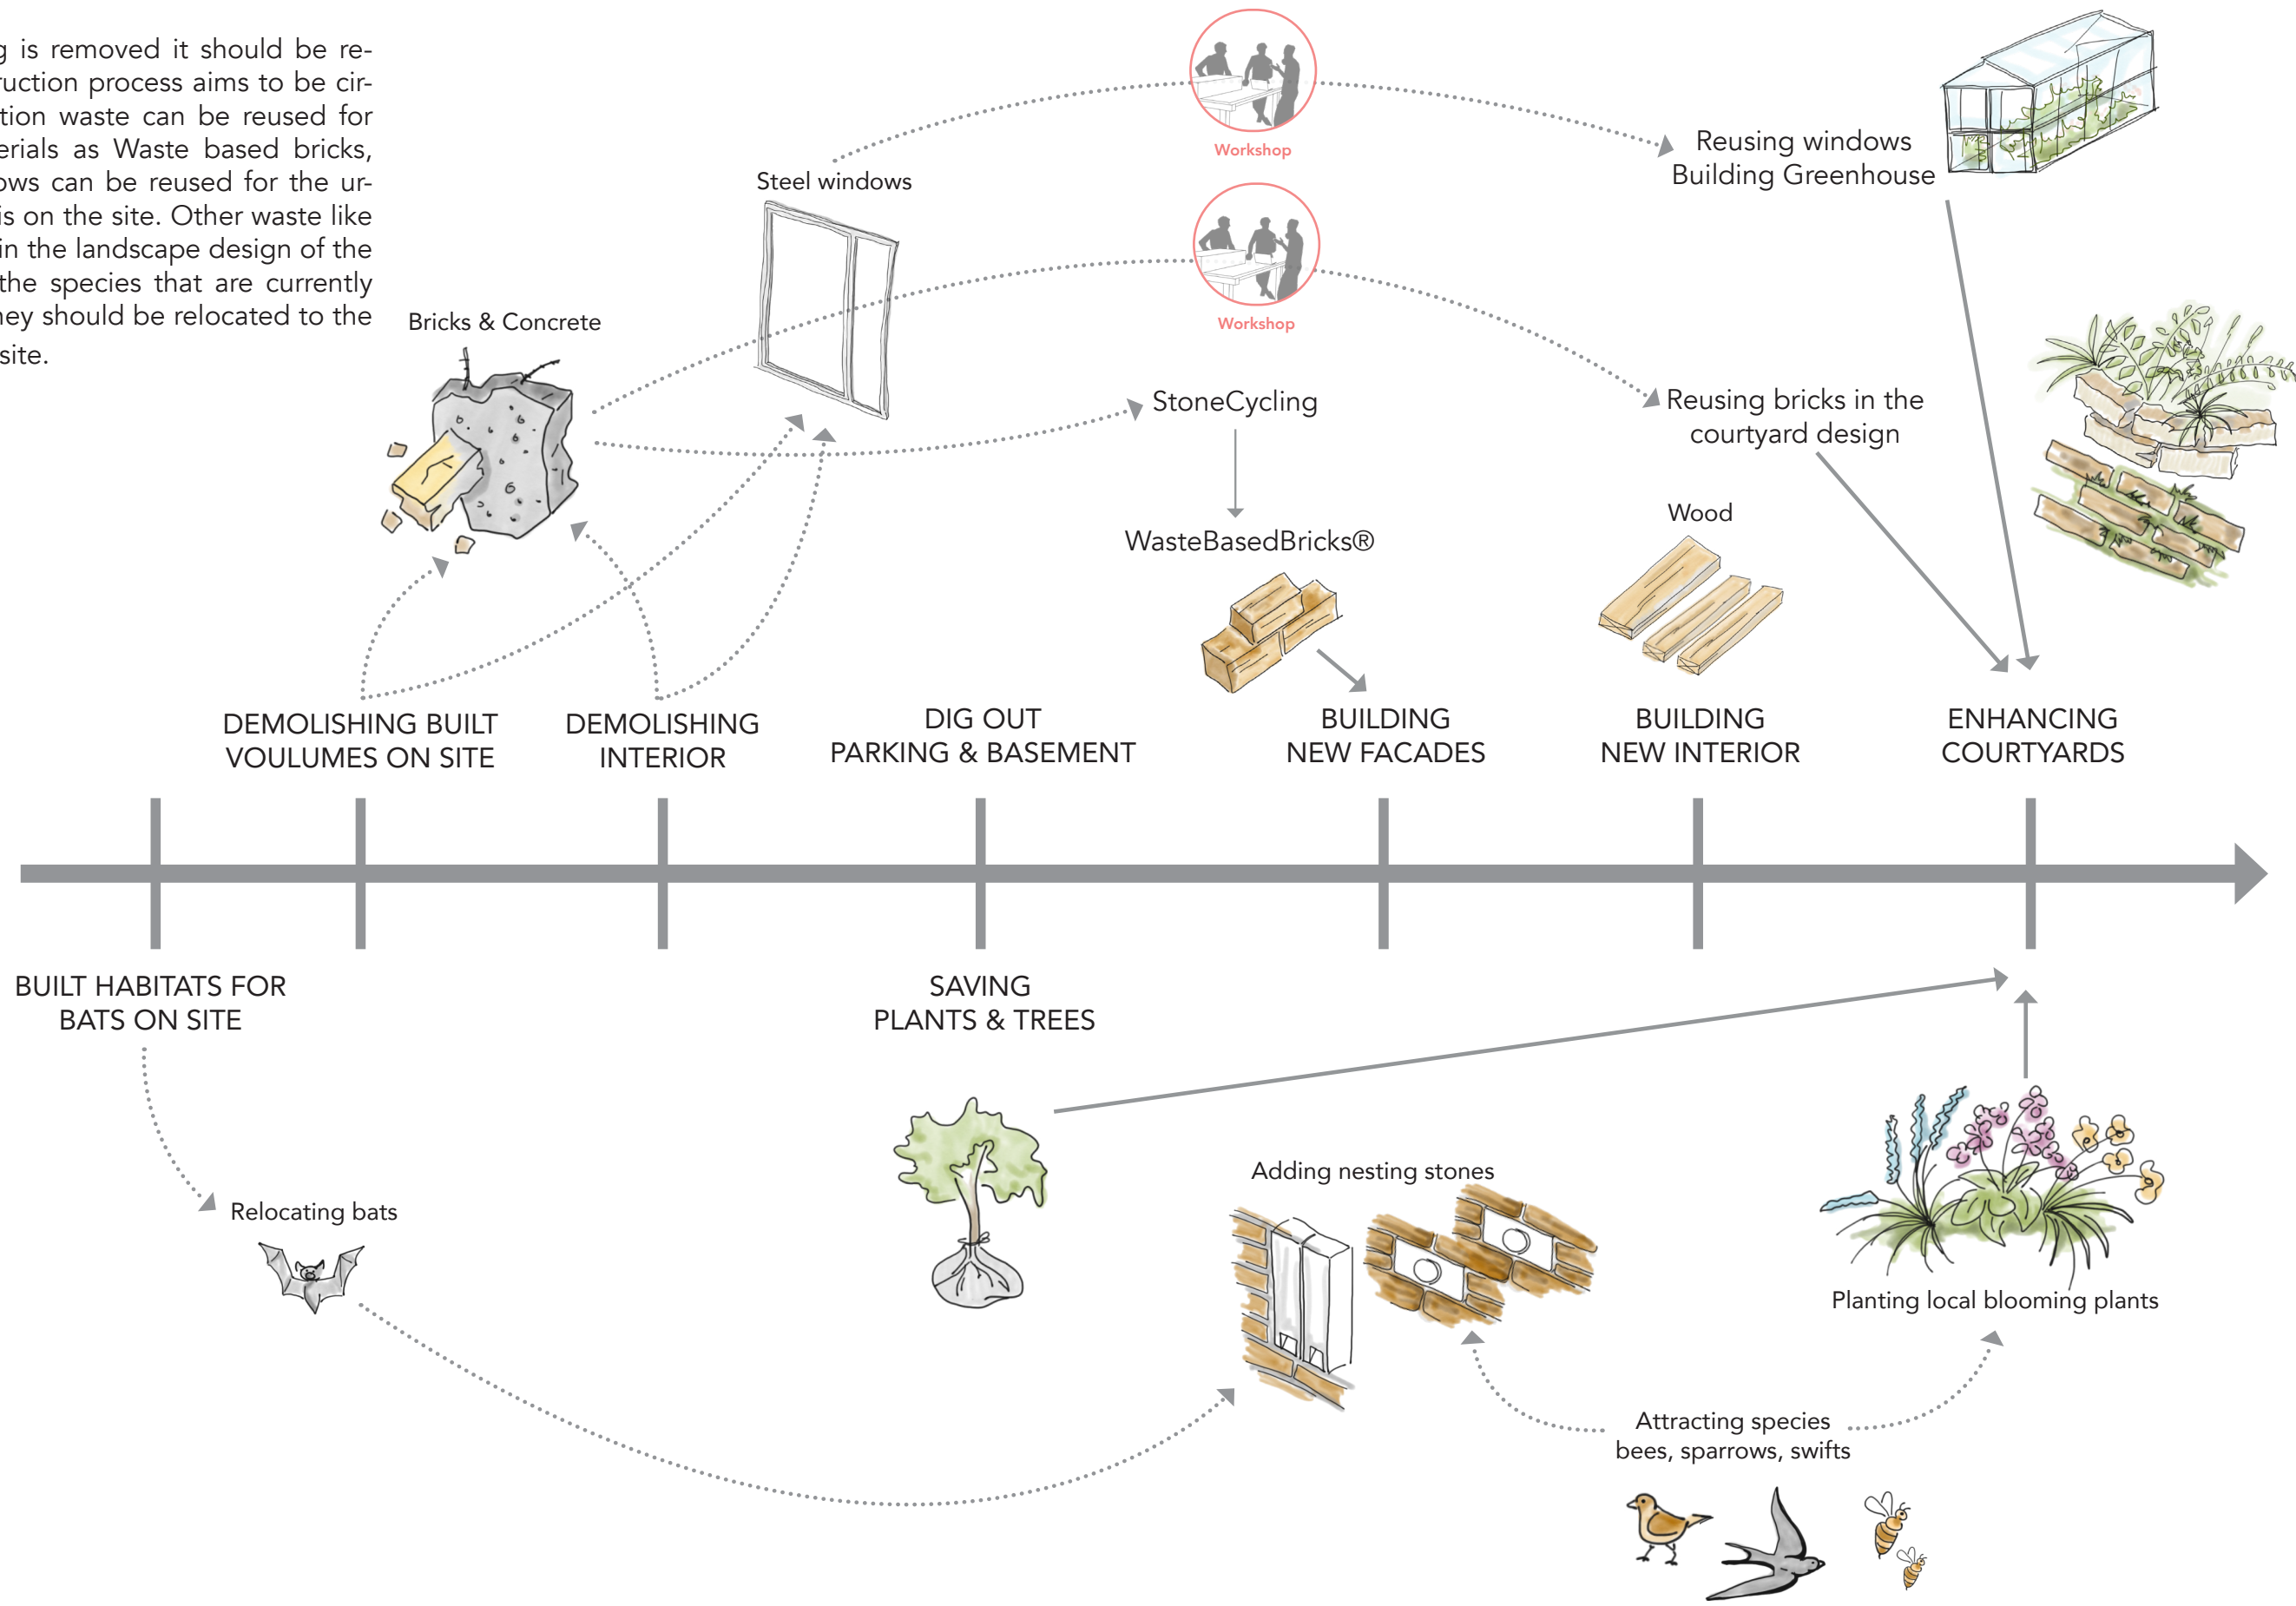 g is removed it should be re-
ruction process aims to be cir-
tion waste can be reused for
erials as Waste based bricks,
ows can be reused for the ur-
is on the site. Other waste like
in the landscape design of the
the species that are currently
hey should be relocated to the
site.
Workshop
Reusing windows
Building Greenhouse
Steel windows
Workshop
Bricks & Concrete
StoneCycling
Reusing bricks in the
courtyard design
WasteBasedBricks®
Wood
DEMOLISHING BUILT
VOULUMES ON SITE
DEMOLISHING
INTERIOR
DIG OUT
PARKING & BASEMENT
BUILDING
NEW FACADES
BUILDING
NEW INTERIOR
ENHANCING
COURTYARDS
BUILT HABITATS FOR
BATS ON SITE
SAVING
PLANTS & TREES
Relocating bats
Adding nesting stones
Planting local blooming plants
Attracting species
bees, sparrows, swifts